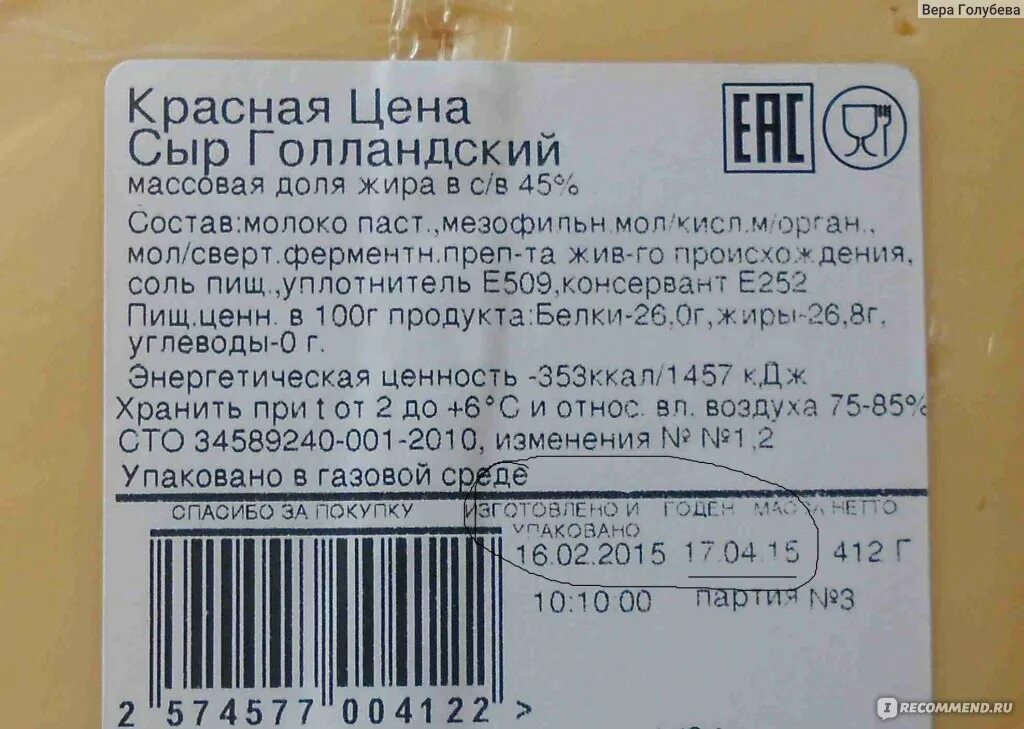 Вера Голубева
Красная Цена
Сыр Голландский
массовая доля жира в с/в 45%
EAC
Состав:молоко паст.,мезофильн.мол/кисл.м/орган.,
мол/сверт.ферментн.преп-та жив-го происхождения,
соль пищ.,уплотнитель Е509,консервант Е252
Пищ.ценн. в 100г продукта:Белки-26,0г,жиры-26,8г,
углеводы-0 г.
Энергетическая ценность -353ккал/1457 к.Дж
Хранить при t от 2 до +6°С и относ. вл. воздуха 75-85%
СТО 34589240-001-2010, изменения № №1,2
Упаковано в газовой среде
СПАСИБО ЗА ПОКУПКУ ИЗГОТОВЛЕНО И ГОДЕН МАССА НЕТТО
УПАКОВАНО
16.02.2015 17.04.15 412 Г
10:10 00 партия №3
2 574577 004122 >
IRECOMMEND.RU